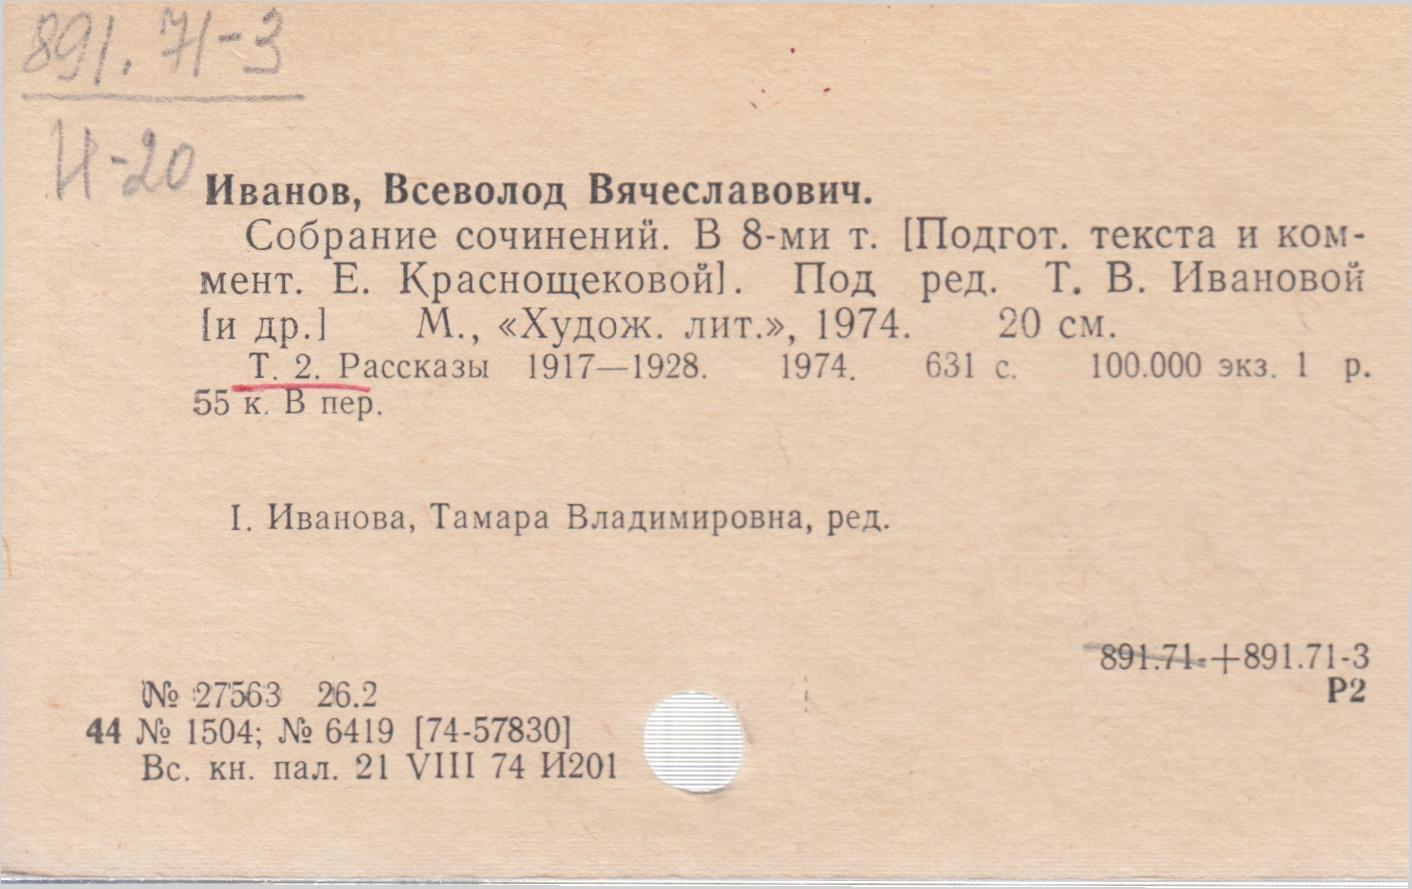 891.71-3
И-20
Иванов, Всеволод Вячеславович.
Собрание сочинений. В 8-ми т. [Подгот. текста и ком-
мент. Е. Краснощековой]. Под ред. Т. В. Ивановой
[и др.] М., «Худож. лит.», 1974. 20 см.
Т. 2. Рассказы 1917—1928. 1974. 631 с. 100.000 экз. 1 р.
55 к. В пер.
I. Иванова, Тамара Владимировна, ред.
891.71-+891.71-3
Р2
№ 27563 26.2
44 № 1504; № 6419 [74-57830]
Вс. кн. пал. 21 VIII 74 И201